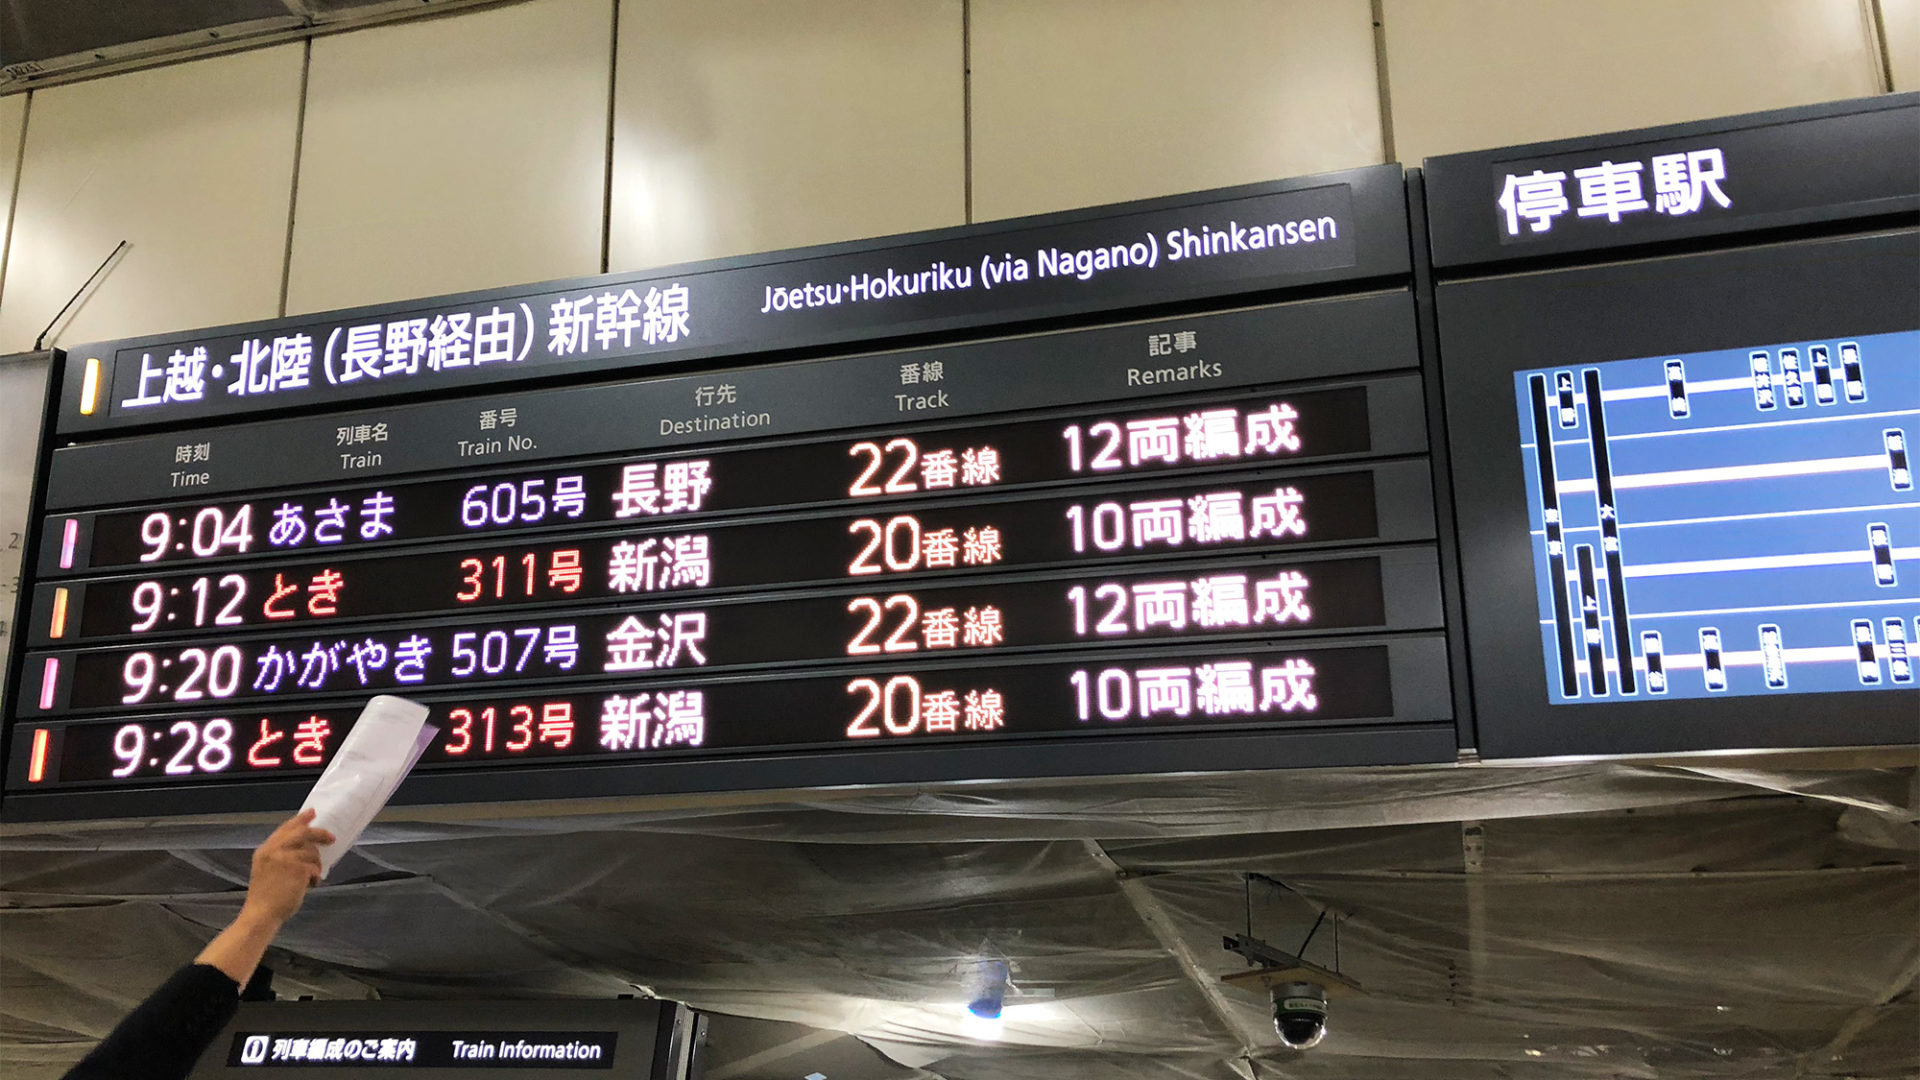 上越・北陸（長野経由）新幹線 Jōetsu・Hokuriku (via Nagano) Shinkansen
時刻 列車名 番号 行先 番線 記事
Time Train Train No. Destination Track Remarks
9:04 あさま 605号 長野 22番線 12両編成
9:12 とき 311号 新潟 20番線 10両編成
9:20 かがやき 507号 金沢 22番線 12両編成
9:28 とき 313号 新潟 20番線 10両編成
停車駅
列車編成のご案内 Train Information